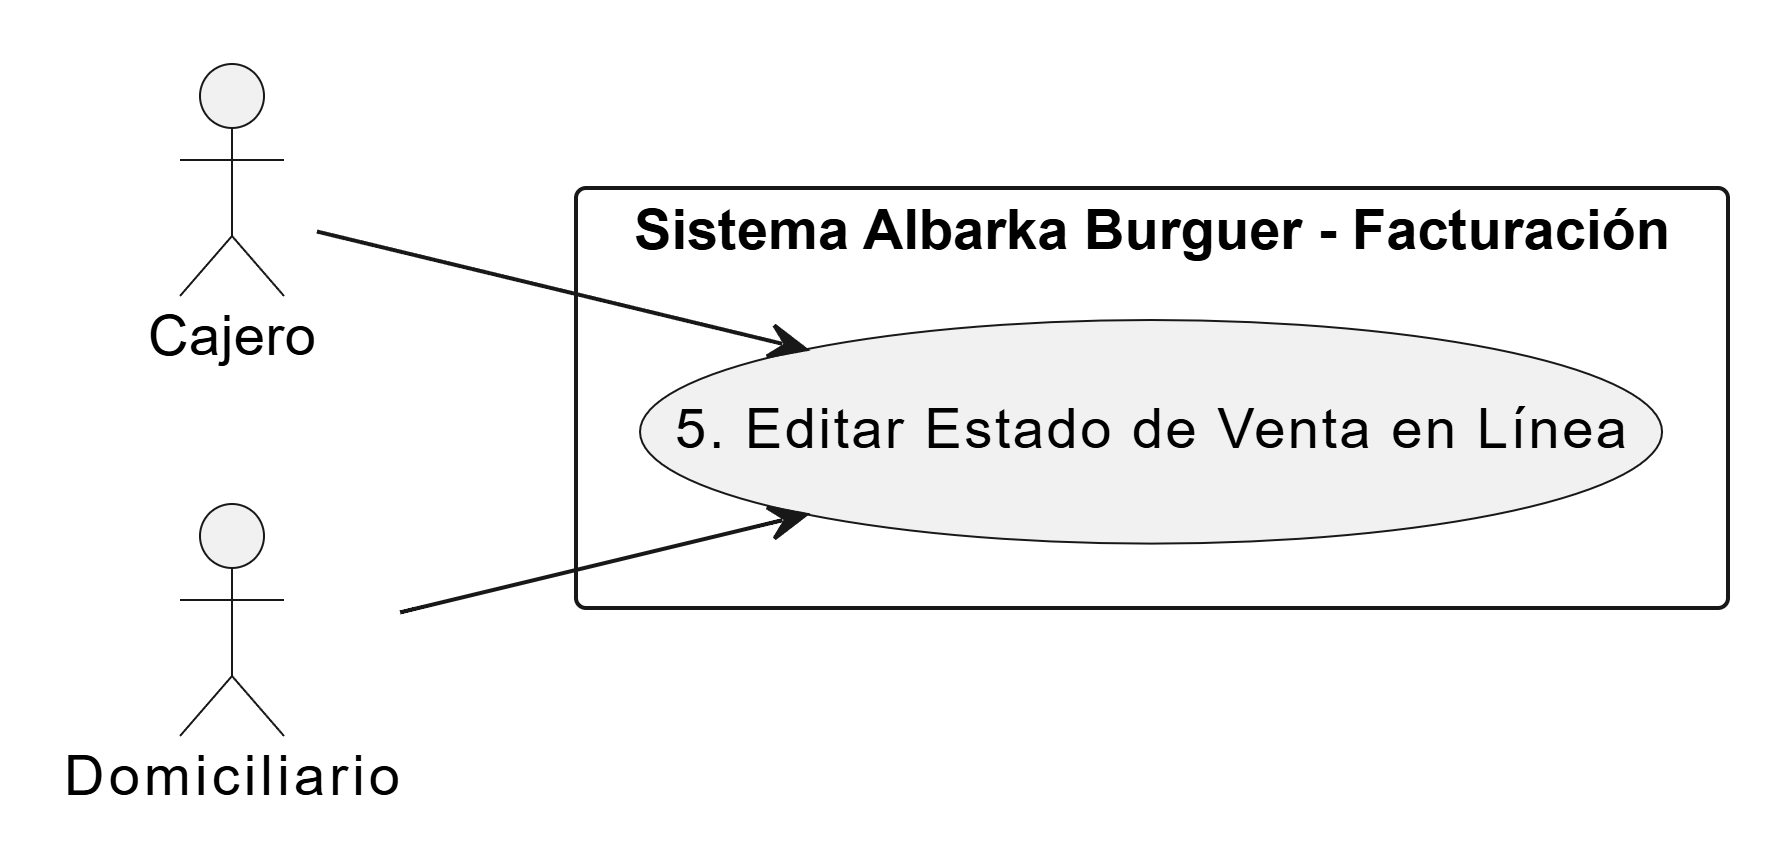 Sistema Albarka Burguer - Facturación
Cajero
5. Editar Estado de Venta en Línea
Domiciliario